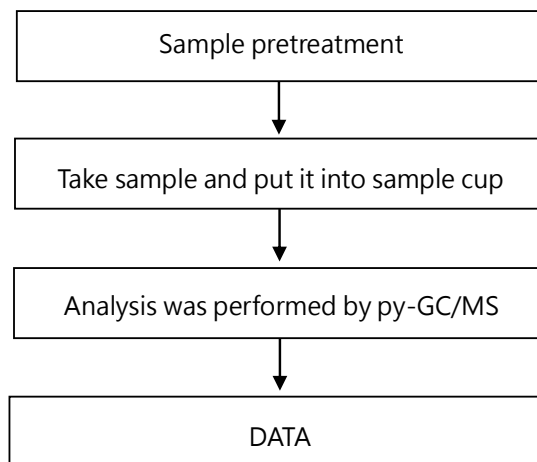 Sample pretreatment
Take sample and put it into sample cup
Analysis was performed by py-GC/MS
DATA